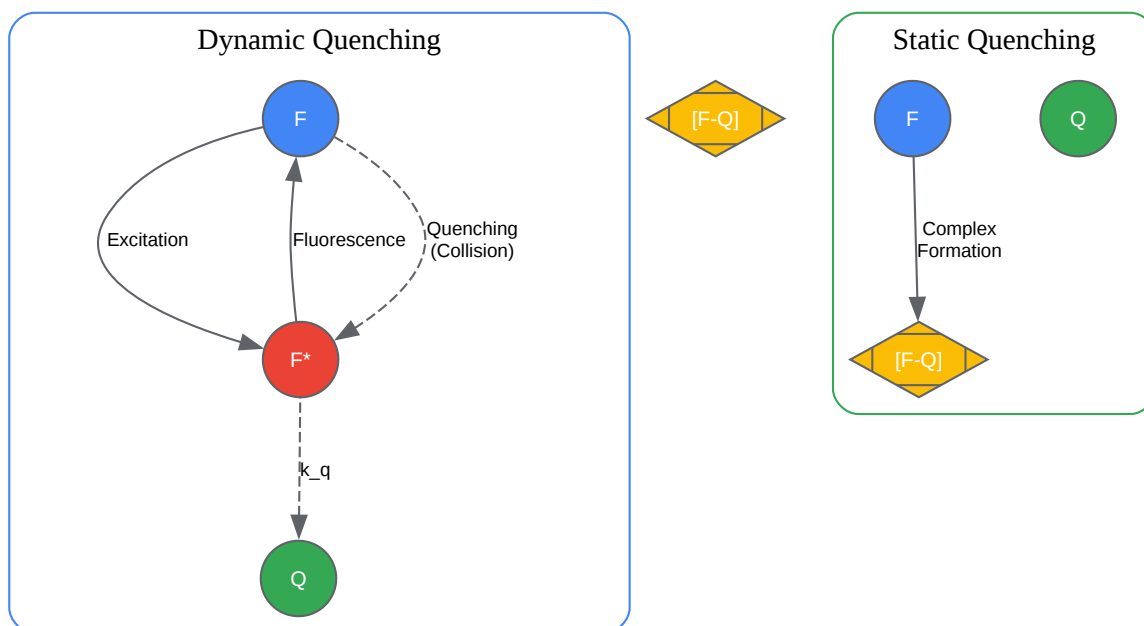 Dynamic Quenching
F
Excitation
Fluorescence
Quenching
(Collision)
F*
k_q
Q
[F-Q]
Static Quenching
F
Q
Complex
Formation
[F-Q]